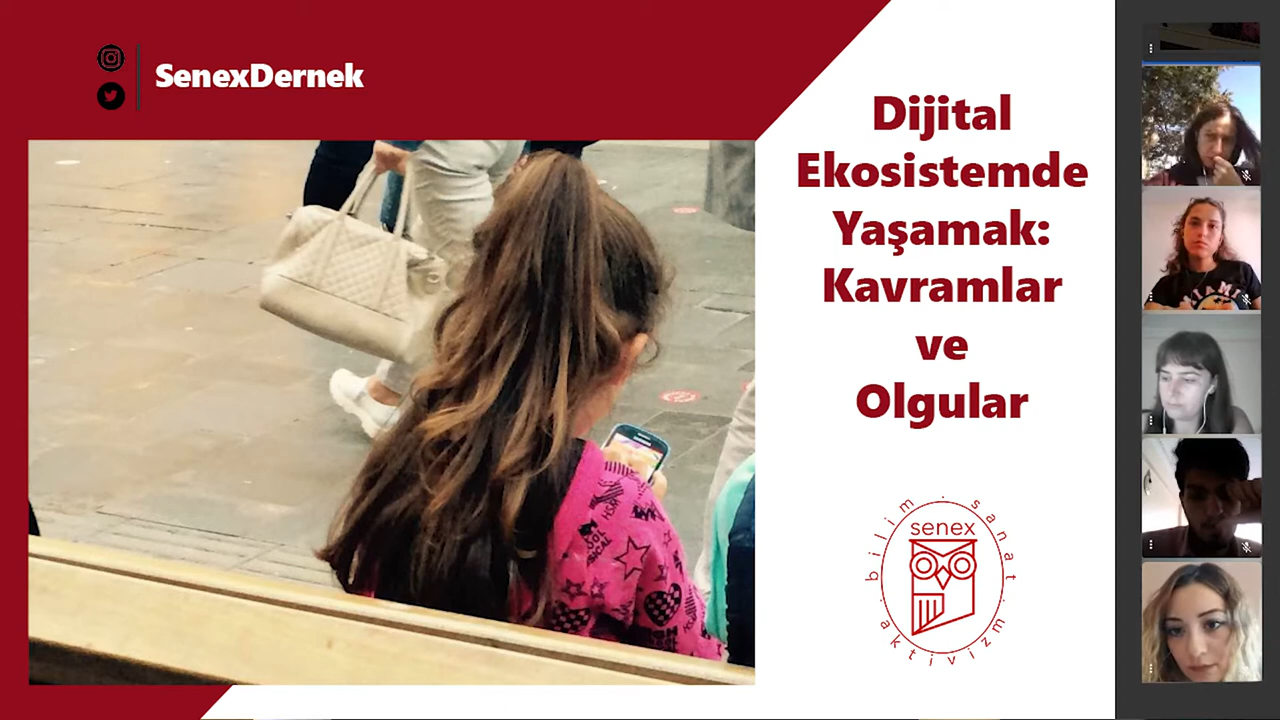 SenexDernek
Dijital
Ekosistemde
Yaşamak:
Kavramlar
ve
Olgular
senex
bilim . sanat . aktivizm .